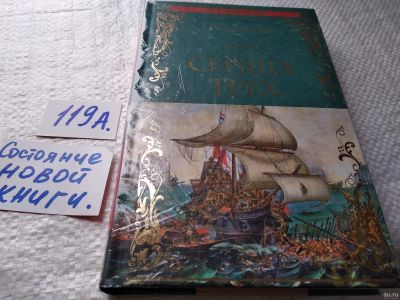 119А.
Состояние
новой
книги.
СЕРДЦА
ТРЕХ